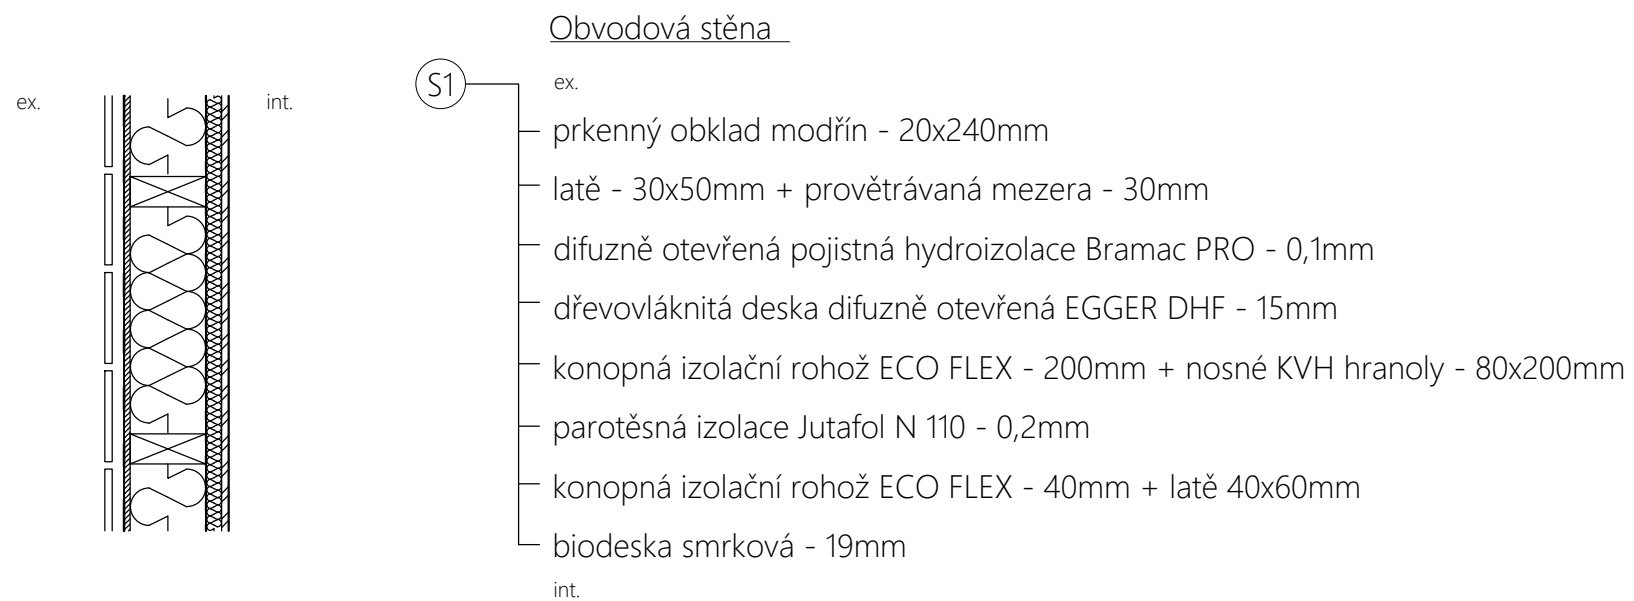 Obvodová stěna
ex.
int.
S1
ex.
prkenný obklad modřín - 20x240mm
latě - 30x50mm + provětrávaná mezera - 30mm
difuzně otevřená pojistná hydroizolace Bramac PRO - 0,1mm
dřevovláknitá deska difuzně otevřená EGGER DHF - 15mm
konopná izolační rohož ECO FLEX - 200mm + nosné KVH hranoly - 80x200mm
parotěsná izolace Jutafol N 110 - 0,2mm
konopná izolační rohož ECO FLEX - 40mm + latě 40x60mm
biodeska smrková - 19mm
int.